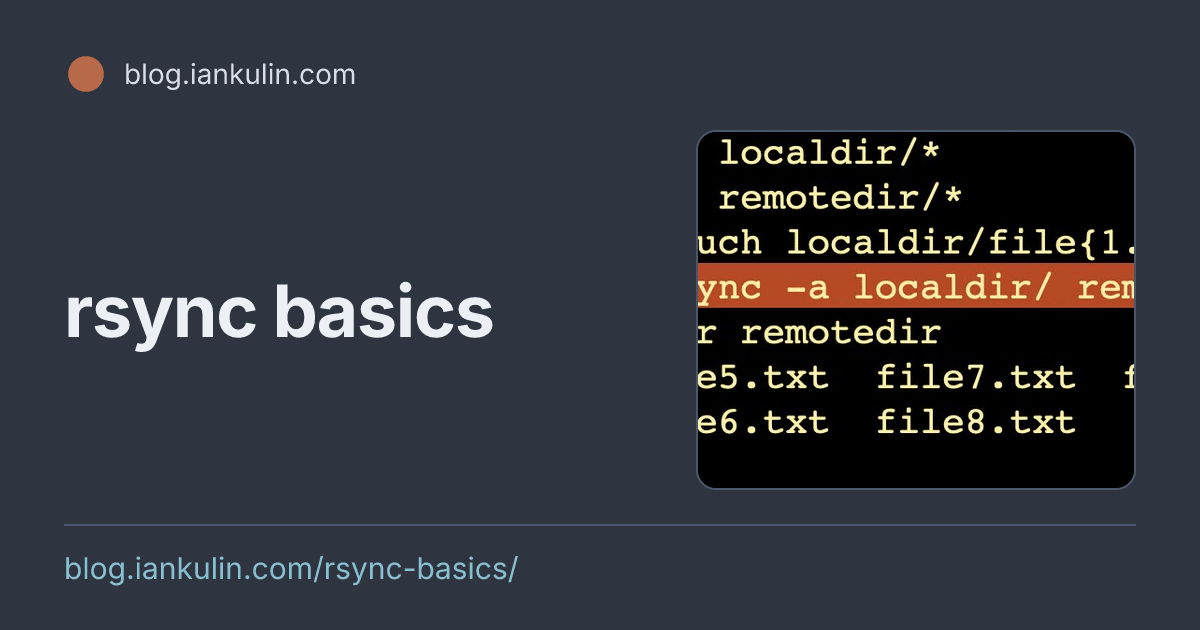 blog.iankulin.com
rsync basics
localdir/*
remotedir/*
uch localdir/file{1.
ync -a localdir/ rem
r remotedir
e5.txt file7.txt f
e6.txt file8.txt
blog.iankulin.com/rsync-basics/